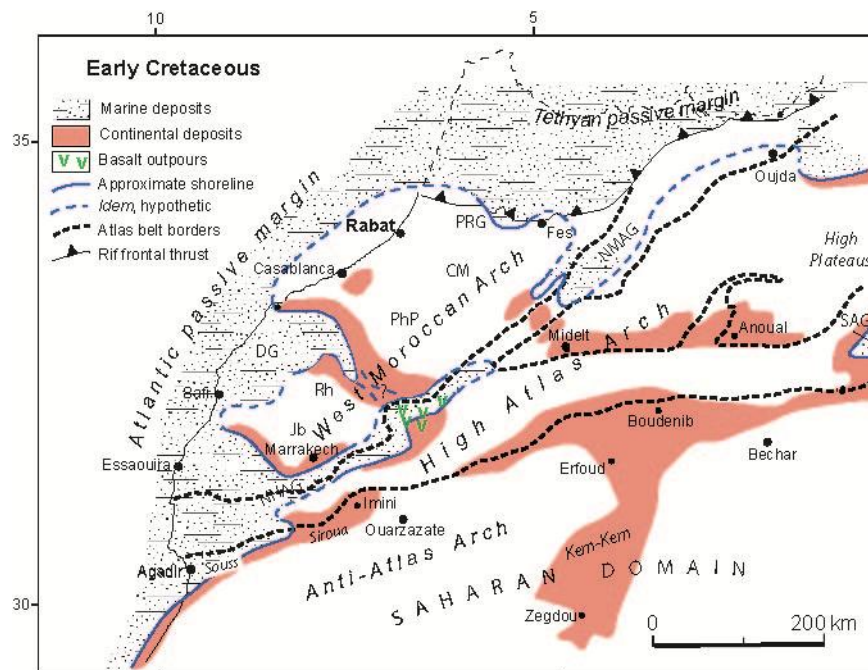 10
5
Early Cretaceous
Marine deposits
Continental deposits
Basalt outpours
Approximate shoreline
Idem, hypothetic
Atlas belt borders
Rif frontal thrust
35
30
Tethyan passive margin
Atlantic passive margin
Oujda
Rabat
PRG
Fes
NMAG
Casablanca
CM
High
Plateaus
PhP
West Moroccan Arch
Midelt
Anoual
SAG
DG
Safi
Rh
High Atlas Arch
Jb
Marrakech
Boudenib
Essaouira
Bechar
Erfoud
NHAG
Imini
Siroua
Ouarzazate
Kem-Kem
Agadir
Souss
Anti-Atlas Arch
SAHARAN DOMAIN
Zegdou
0 200 km